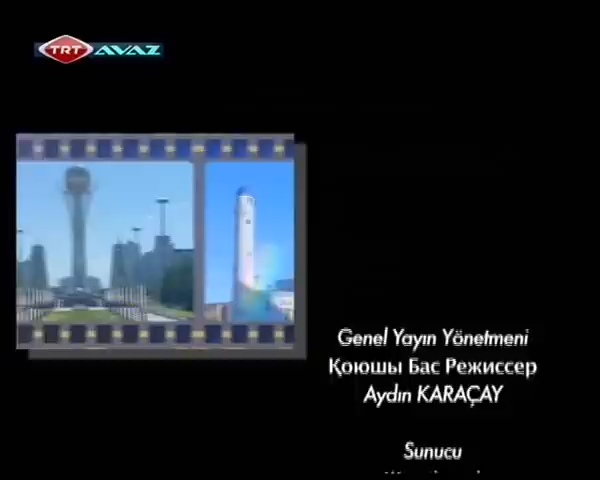 TRT AVAZ
Genel Yayın Yönetmeni
Қоюшы Бас Режиссер
Aydın KARAÇAY
Sunucu